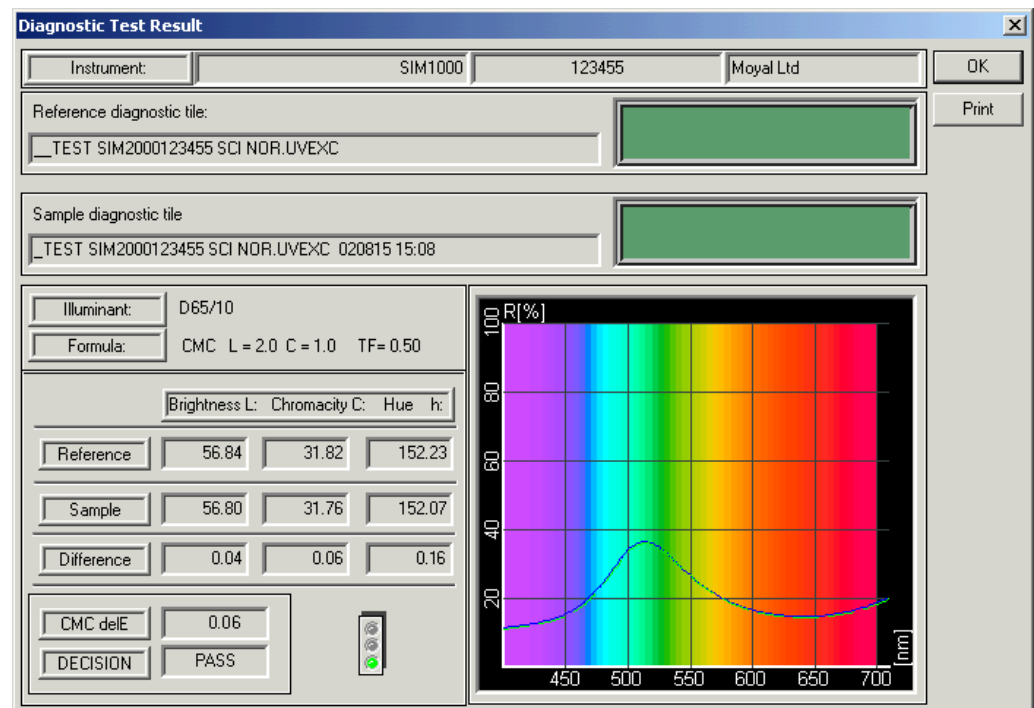 Diagnostic Test Result
Instrument: SIM1000 123455 Moyal Ltd OK
Print
Reference diagnostic tile:
__TEST SIM2000123455 SCI NOR.UVEXC
Sample diagnostic tile
_TEST SIM2000123455 SCI NOR.UVEXC 020815 15:08
Illuminant: D65/10
Formula: CMC L = 2.0 C = 1.0 TF= 0.50
Brightness L: Chromacity C: Hue h:
Reference 56.84 31.82 152.23
Sample 56.80 31.76 152.07
Difference 0.04 0.06 0.16
CMC delE 0.06
DECISION PASS
R[%]
100
80
60
40
20
450 500 550 600 650 700
[nm]